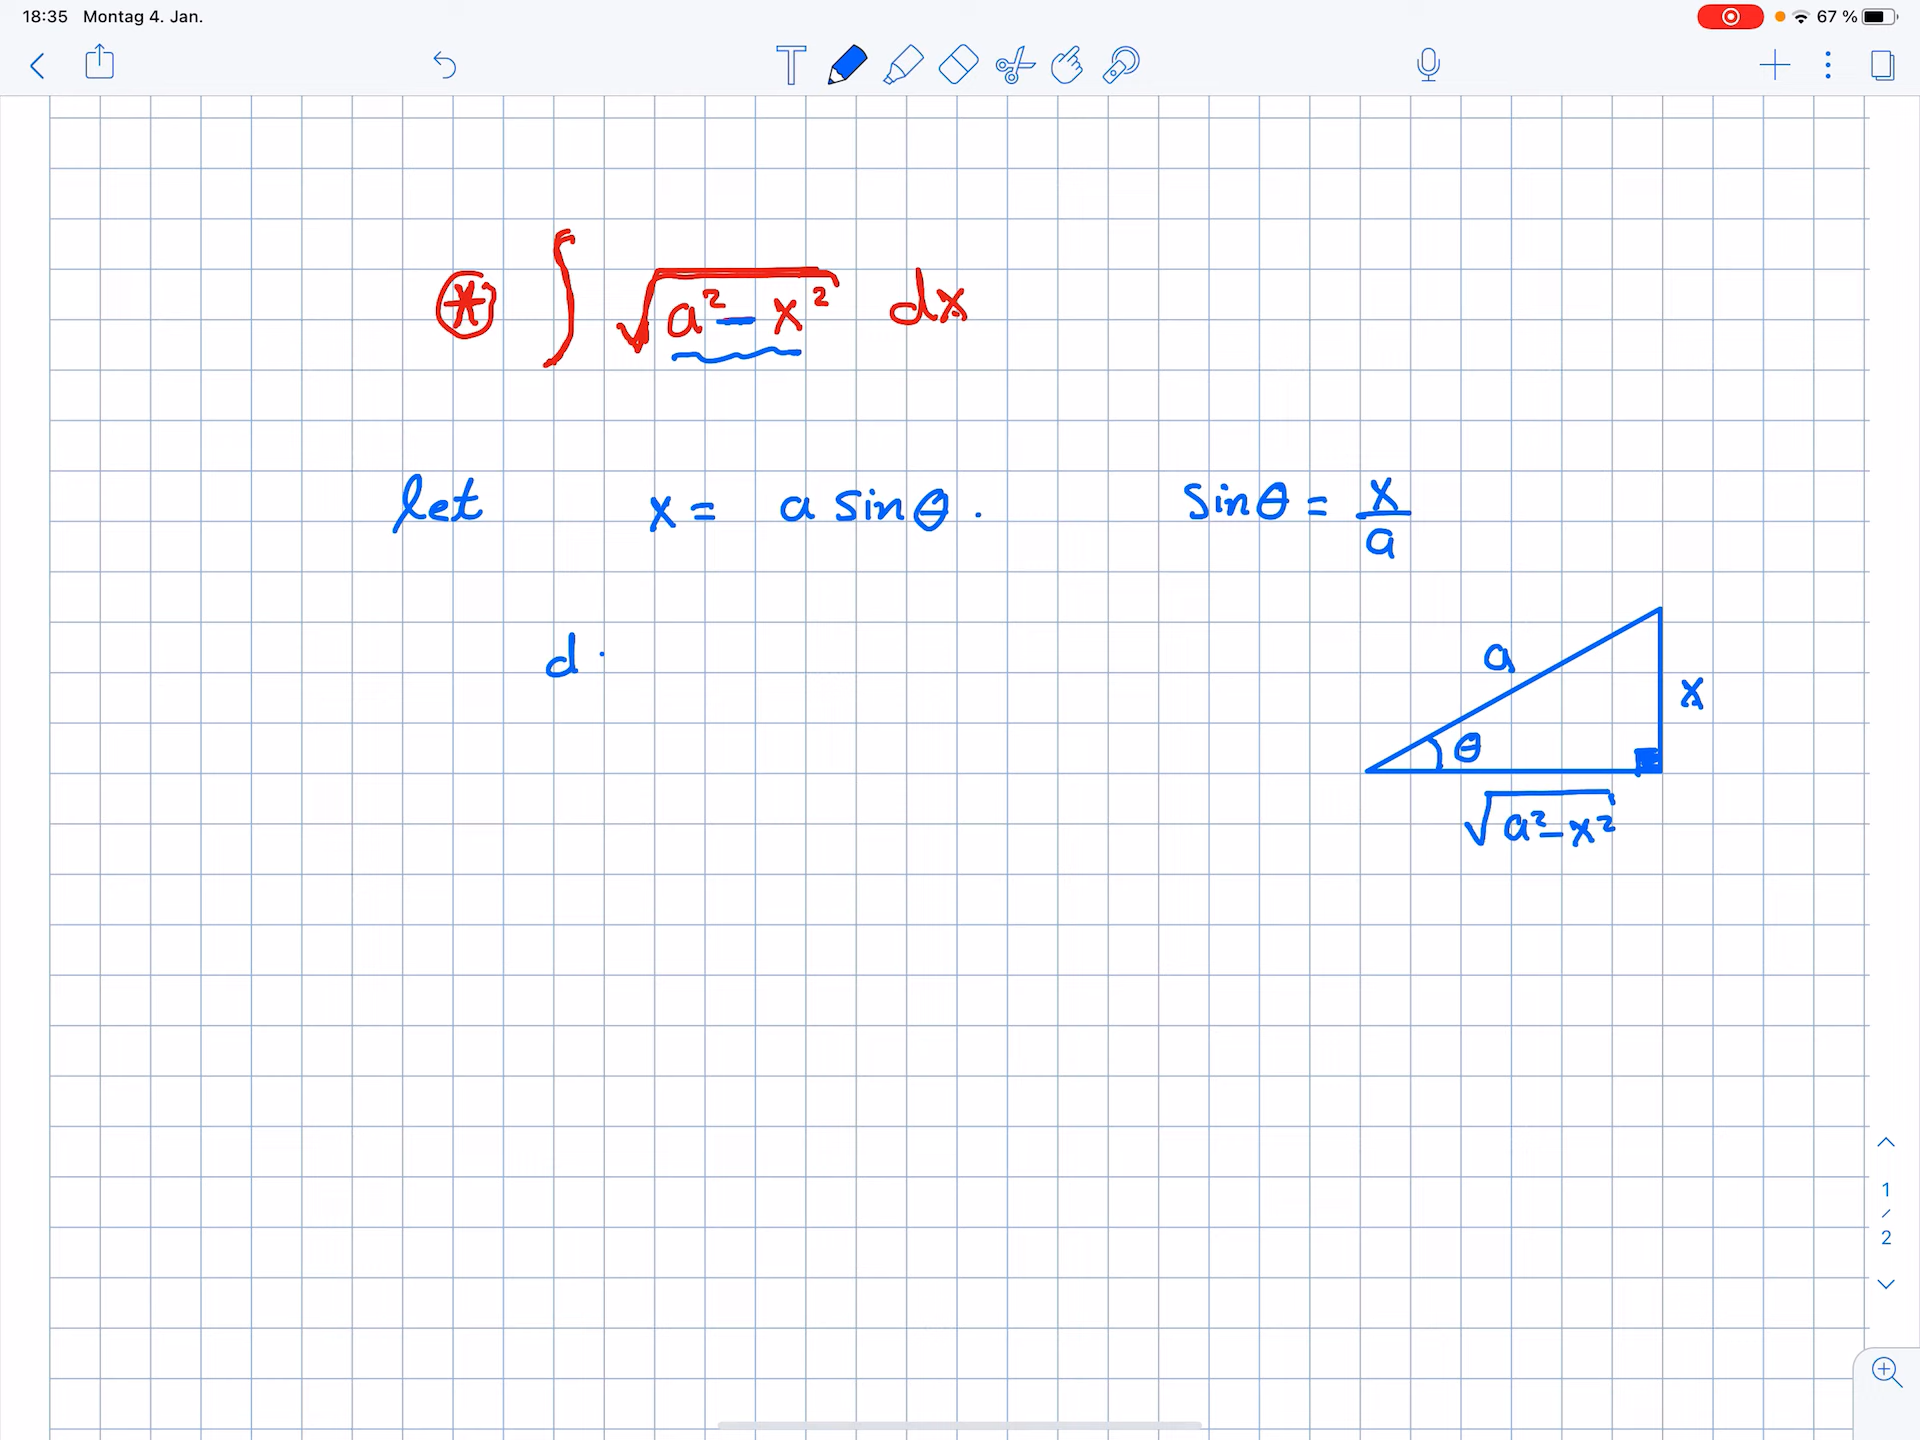 18:35 Montag 4. Jan. 67 %
T
⊛ ∫ √(a² − x²) dx
let x = a sinθ . sinθ = x/a
d
a
x
θ
√(a² − x²)
1
/
2